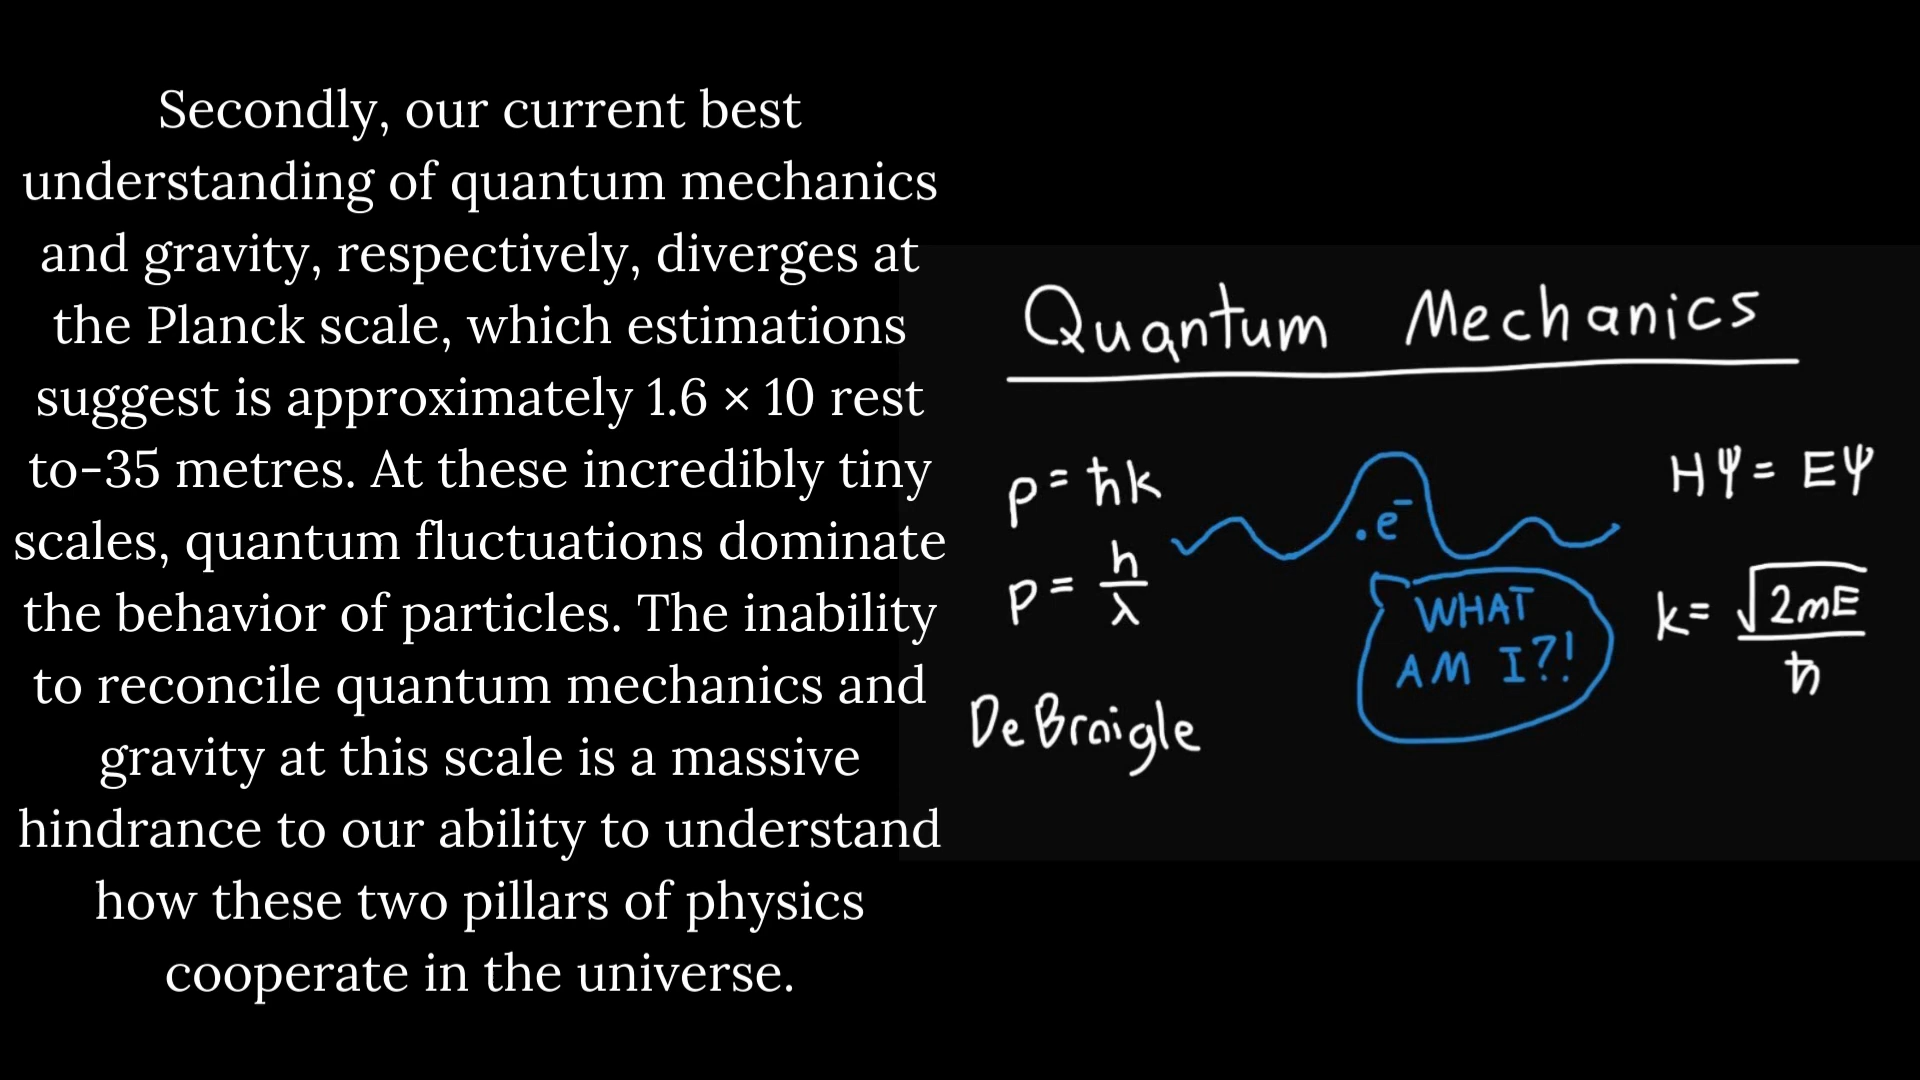 Secondly, our current best
understanding of quantum mechanics
and gravity, respectively, diverges at
the Planck scale, which estimations
suggest is approximately 1.6 × 10 rest
to-35 metres. At these incredibly tiny
scales, quantum fluctuations dominate
the behavior of particles. The inability
to reconcile quantum mechanics and
gravity at this scale is a massive
hindrance to our ability to understand
how these two pillars of physics
cooperate in the universe.
Quantum Mechanics
p = ħk
p = h/λ
DeBroigle
.e⁻
WHAT
AM I?!
HΨ = EΨ
k = √2mE/ħ